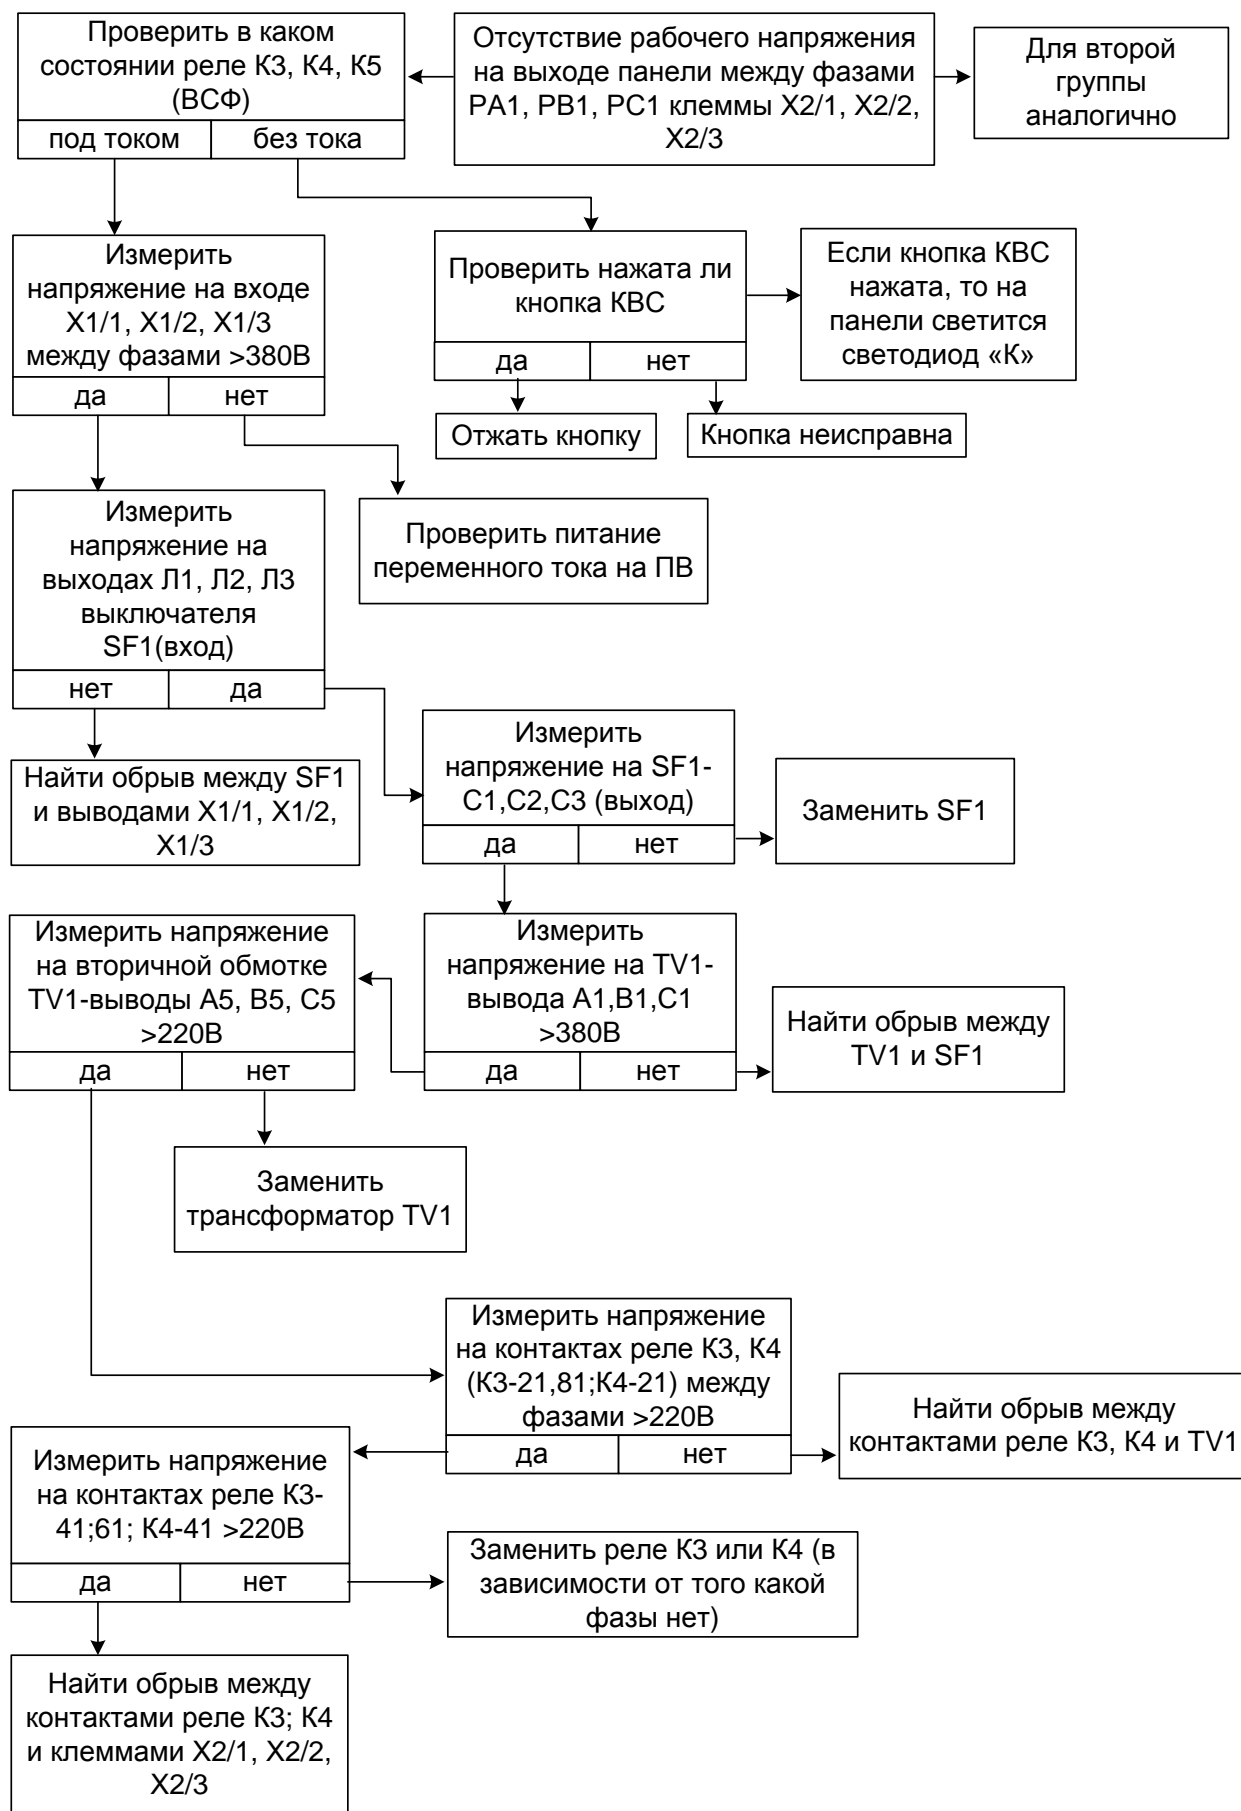 Проверить в каком
состоянии реле К3, К4, К5
(ВСФ)
под током
без тока
Отсутствие рабочего напряжения
на выходе панели между фазами
РА1, РВ1, РС1 клеммы Х2/1, Х2/2,
Х2/3
Для второй
группы
аналогично
Измерить
напряжение на входе
Х1/1, Х1/2, Х1/3
между фазами >380В
да
нет
Проверить нажата ли
кнопка КВС
да
нет
Если кнопка КВС
нажата, то на
панели светится
светодиод «К»
Отжать кнопку
Кнопка неисправна
Измерить
напряжение на
выходах Л1, Л2, Л3
выключателя
SF1(вход)
нет
да
Проверить питание
переменного тока на ПВ
Найти обрыв между SF1
и выводами Х1/1, Х1/2,
Х1/3
Измерить
напряжение на SF1-
С1,С2,С3 (выход)
да
нет
Заменить SF1
Измерить напряжение
на вторичной обмотке
TV1-выводы А5, В5, С5
>220В
да
нет
Измерить
напряжение на TV1-
вывода А1,В1,С1
>380В
да
нет
Найти обрыв между
TV1 и SF1
Заменить
трансформатор TV1
Измерить напряжение
на контактах реле К3, К4
(К3-21,81;К4-21) между
фазами >220В
да
нет
Найти обрыв между
контактами реле К3, К4 и TV1
Измерить напряжение
на контактах реле К3-
41;61; К4-41 >220В
да
нет
Заменить реле К3 или К4 (в
зависимости от того какой
фазы нет)
Найти обрыв между
контактами реле К3; К4
и клеммами Х2/1, Х2/2,
Х2/3